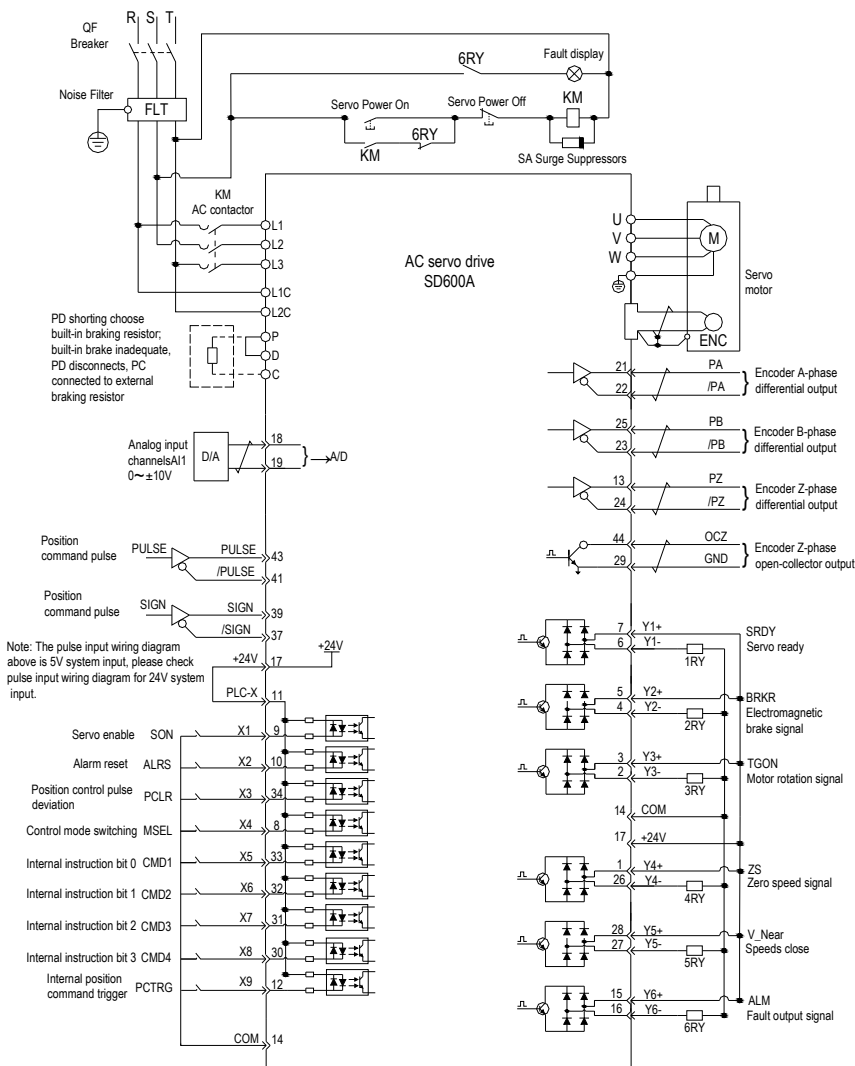 R S T
QF
Breaker
6RY
Fault display
Noise Filter
FLT
Servo Power On
Servo Power Off
KM
KM
6RY
SA Surge Suppressors
KM
AC contactor
L1
L2
L3
L1C
L2C
P
D
C
AC servo drive
SD600A
U
V
W
M
Servo
motor
ENC
PD shorting choose
built-in braking resistor;
built-in brake inadequate,
PD disconnects, PC
connected to external
braking resistor
21 PA
22 /PA
Encoder A-phase
differential output
Analog input
channelsAI1
0~±10V
D/A
18
19
A/D
25 PB
23 /PB
Encoder B-phase
differential output
13 PZ
24 /PZ
Encoder Z-phase
differential output
Position
command pulse
PULSE
PULSE 43
/PULSE 41
44 OCZ
29 GND
Encoder Z-phase
open-collector output
Position
command pulse
SIGN
SIGN 39
/SIGN 37
Note: The pulse input wiring diagram
above is 5V system input, please check
pulse input wiring diagram for 24V system
input.
+24V 17
+24V
PLC-X 11
Servo enable SON X1 9
Alarm reset ALRS X2 10
Position control pulse
deviation
PCLR X3 34
Control mode switching MSEL X4 8
Internal instruction bit 0 CMD1 X5 33
Internal instruction bit 1 CMD2 X6 32
Internal instruction bit 2 CMD3 X7 31
Internal instruction bit 3 CMD4 X8 30
Internal position
command trigger
PCTRG X9 12
COM 14
7 Y1+ SRDY
6 Y1- Servo ready
1RY
5 Y2+ BRKR
4 Y2- Electromagnetic
brake signal
2RY
3 Y3+ TGON
2 Y3- Motor rotation signal
3RY
14 COM
17 +24V
1 Y4+ ZS
26 Y4- Zero speed signal
4RY
28 Y5+ V_Near
27 Y5- Speeds close
5RY
15 Y6+ ALM
16 Y6- Fault output signal
6RY